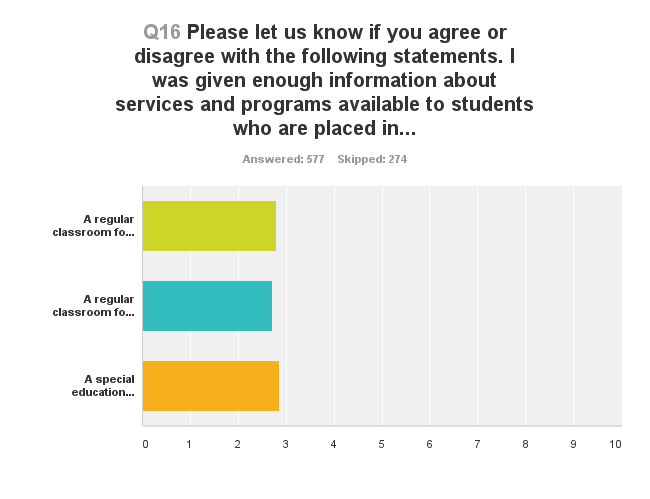 Q16 Please let us know if you agree or
disagree with the following statements. I
was given enough information about
services and programs available to students
who are placed in...
Answered: 577 Skipped: 274
A regular
classroom fo...
A regular
classroom fo...
A special
education...
0 1 2 3 4 5 6 7 8 9 10